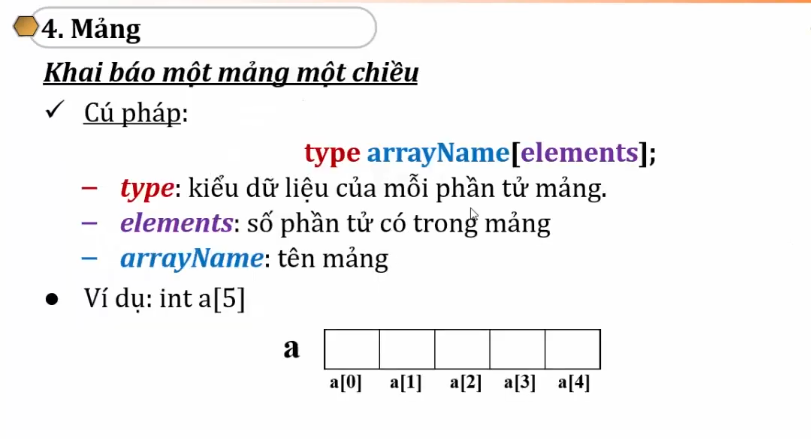 4. Mảng
Khai báo một mảng một chiều
✓ Cú pháp:
type arrayName[elements];
– type: kiểu dữ liệu của mỗi phần tử mảng.
– elements: số phần tử có trong mảng
– arrayName: tên mảng
● Ví dụ: int a[5]
a
a[0] a[1] a[2] a[3] a[4]